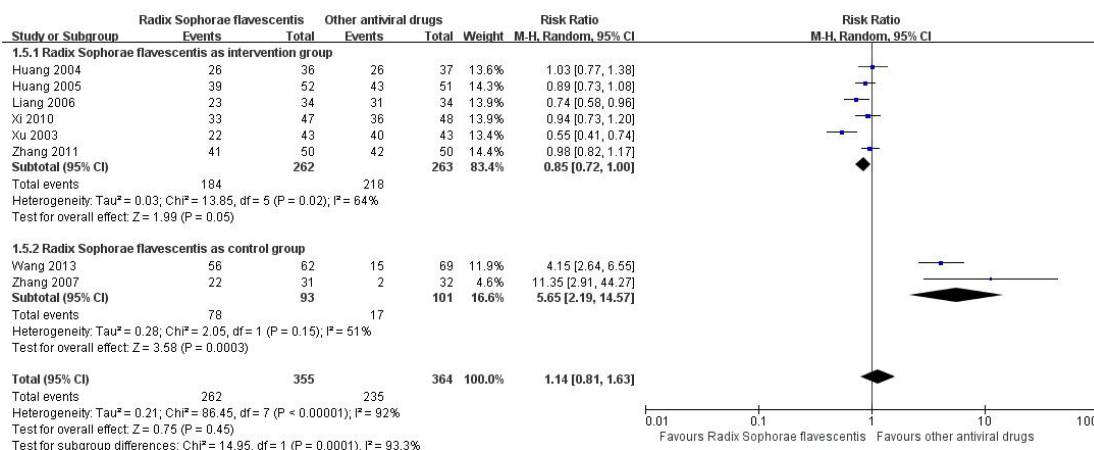 Radix Sophorae flavescentis Other antiviral drugs Risk Ratio Risk Ratio
Study or Subgroup Events Total Events Total Weight M-H, Random, 95% CI M-H, Random, 95% CI
1.5.1 Radix Sophorae flavescentis as intervention group
Huang 2004 26 36 26 37 13.6% 1.03 [0.77, 1.38]
Huang 2005 39 52 43 51 14.3% 0.89 [0.73, 1.08]
Liang 2006 23 34 31 34 13.9% 0.74 [0.58, 0.96]
Xi 2010 33 47 36 48 13.9% 0.94 [0.73, 1.20]
Xu 2003 22 43 40 43 13.4% 0.55 [0.41, 0.74]
Zhang 2011 41 50 42 50 14.4% 0.98 [0.82, 1.17]
Subtotal (95% CI) 262 263 83.4% 0.85 [0.72, 1.00]
Total events 184 218
Heterogeneity: Tau² = 0.03; Chi² = 13.85, df = 5 (P = 0.02); I² = 64%
Test for overall effect: Z = 1.99 (P = 0.05)
1.5.2 Radix Sophorae flavescentis as control group
Wang 2013 56 62 15 69 11.9% 4.15 [2.64, 6.55]
Zhang 2007 22 31 2 32 4.6% 11.35 [2.91, 44.27]
Subtotal (95% CI) 93 101 16.6% 5.65 [2.19, 14.57]
Total events 78 17
Heterogeneity: Tau² = 0.28; Chi² = 2.05, df = 1 (P = 0.15); I² = 51%
Test for overall effect: Z = 3.58 (P = 0.0003)
Total (95% CI) 355 364 100.0% 1.14 [0.81, 1.63]
Total events 262 235
Heterogeneity: Tau² = 0.21; Chi² = 86.45, df = 7 (P < 0.00001); I² = 92%
Test for overall effect: Z = 0.75 (P = 0.45)
Test for subgroup differences: Chi² = 14.95, df = 1 (P = 0.0001), I² = 93.3%
0.01 0.1 1 10 100
Favours Radix Sophorae flavescentis Favours other antiviral drugs